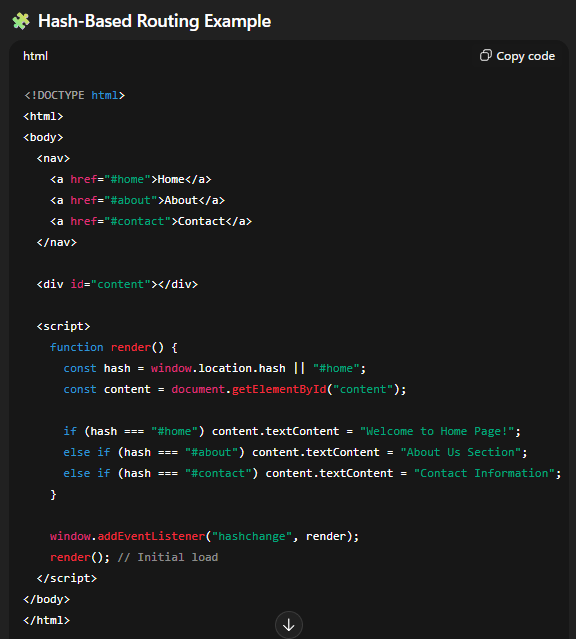 🧩 Hash-Based Routing Example
html
Copy code
<!DOCTYPE html>
<html>
<body>
  <nav>
    <a href="#home">Home</a>
    <a href="#about">About</a>
    <a href="#contact">Contact</a>
  </nav>

  <div id="content"></div>

  <script>
    function render() {
      const hash = window.location.hash || "#home";
      const content = document.getElementById("content");

      if (hash === "#home") content.textContent = "Welcome to Home Page!";
      else if (hash === "#about") content.textContent = "About Us Section";
      else if (hash === "#contact") content.textContent = "Contact Information";
    }

    window.addEventListener("hashchange", render);
    render(); // Initial load
  </script>
</body>
</html>